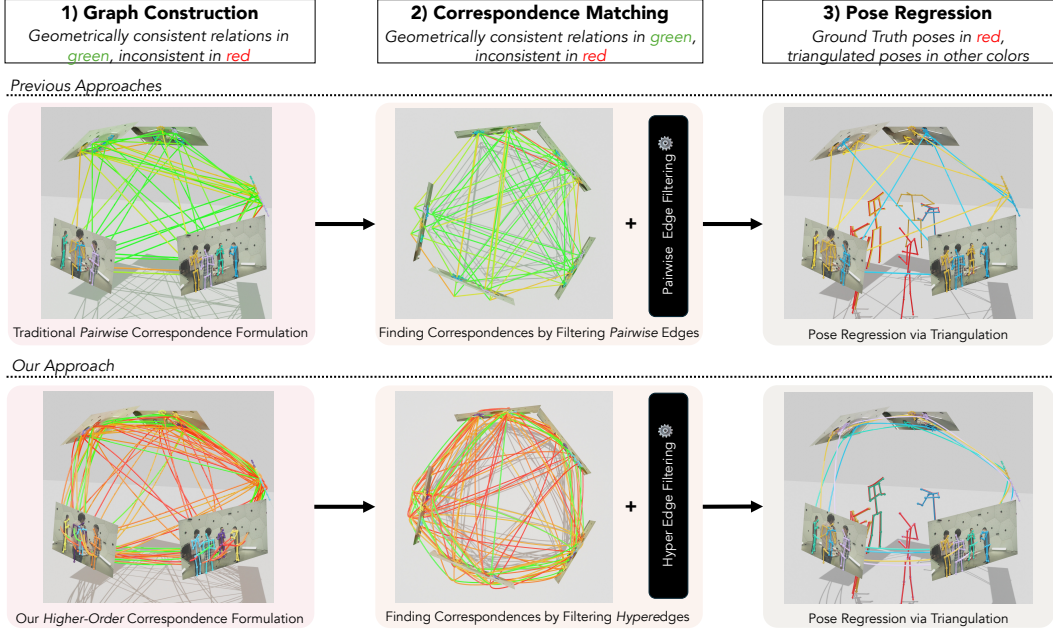 1) Graph Construction
Geometrically consistent relations in
green, inconsistent in red
2) Correspondence Matching
Geometrically consistent relations in green,
inconsistent in red
3) Pose Regression
Ground Truth poses in red,
triangulated poses in other colors
Previous Approaches
+
Pairwise Edge Filtering
Traditional Pairwise Correspondence Formulation
Finding Correspondences by Filtering Pairwise Edges
Pose Regression via Triangulation
Our Approach
+
Hyper Edge Filtering
Our Higher-Order Correspondence Formulation
Finding Correspondences by Filtering Hyperedges
Pose Regression via Triangulation